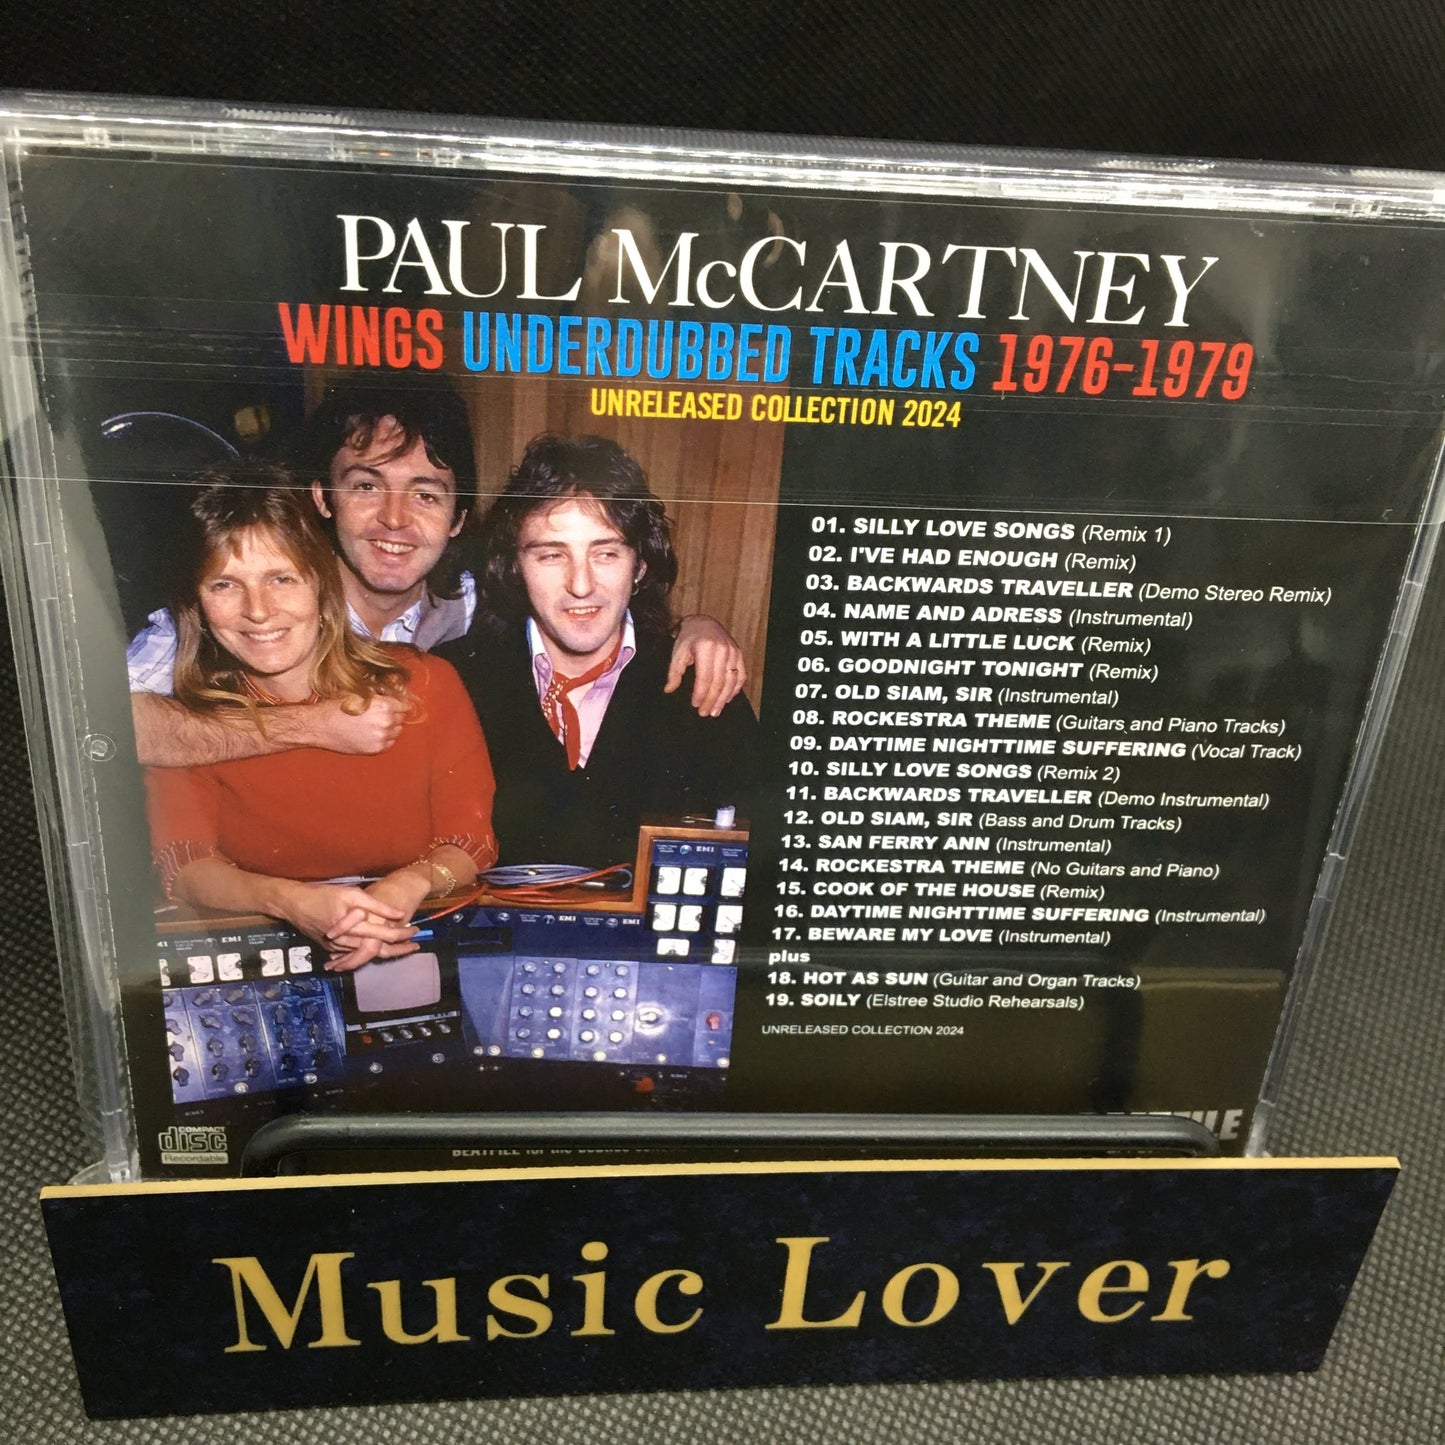 PAUL McCARTNEY
WINGS UNDERDUBBED TRACKS 1976-1979
UNRELEASED COLLECTION 2024
01. SILLY LOVE SONGS (Remix 1)
02. I'VE HAD ENOUGH (Remix)
03. BACKWARDS TRAVELLER (Demo Stereo Remix)
04. NAME AND ADRESS (Instrumental)
05. WITH A LITTLE LUCK (Remix)
06. GOODNIGHT TONIGHT (Remix)
07. OLD SIAM, SIR (Instrumental)
08. ROCKESTRA THEME (Guitars and Piano Tracks)
09. DAYTIME NIGHTTIME SUFFERING (Vocal Track)
10. SILLY LOVE SONGS (Remix 2)
11. BACKWARDS TRAVELLER (Demo Instrumental)
12. OLD SIAM, SIR (Bass and Drum Tracks)
13. SAN FERRY ANN (Instrumental)
14. ROCKESTRA THEME (No Guitars and Piano)
15. COOK OF THE HOUSE (Remix)
16. DAYTIME NIGHTTIME SUFFERING (Instrumental)
17. BEWARE MY LOVE (Instrumental)
plus
18. HOT AS SUN (Guitar and Organ Tracks)
19. SOILY (Elstree Studio Rehearsals)
UNRELEASED COLLECTION 2024
EMI
EMI
EMI
EMI
COMPACT
disc
Recordable
Music Lover